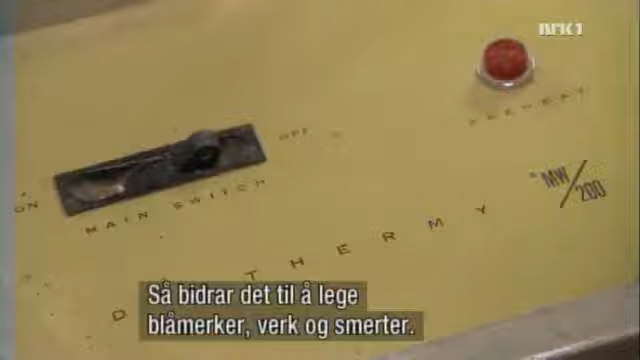 NRK1
OFF
ON
MAIN SWITCH
MW/200
THERMY
Så bidrar det til å lege
blåmerker, verk og smerter.